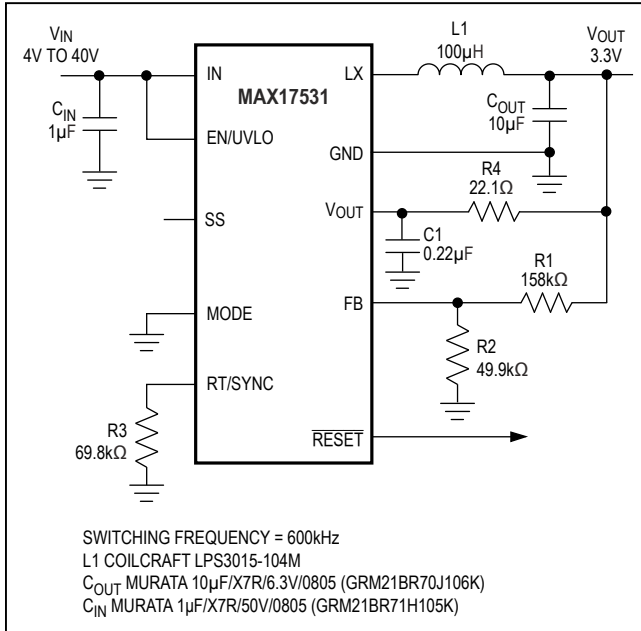 VIN
4V TO 40V
CIN
1µF
IN
EN/UVLO
SS
MODE
RT/SYNC
R3
69.8kΩ
MAX17531
LX
GND
VOUT
FB
RESET
L1
100µH
VOUT
3.3V
COUT
10µF
R4
22.1Ω
C1
0.22µF
R1
158kΩ
R2
49.9kΩ
SWITCHING FREQUENCY = 600kHz
L1 COILCRAFT LPS3015-104M
COUT MURATA 10µF/X7R/6.3V/0805 (GRM21BR70J106K)
CIN MURATA 1µF/X7R/50V/0805 (GRM21BR71H105K)